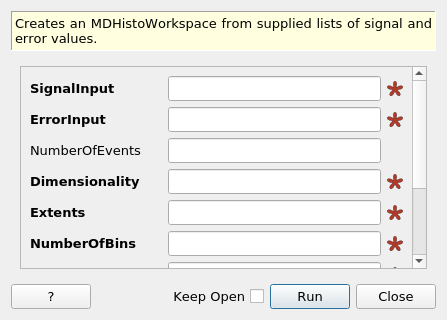 Creates an MDHistoWorkspace from supplied lists of signal and
error values.
SignalInput
ErrorInput
NumberOfEvents
Dimensionality
Extents
NumberOfBins
?
Keep Open
Run
Close